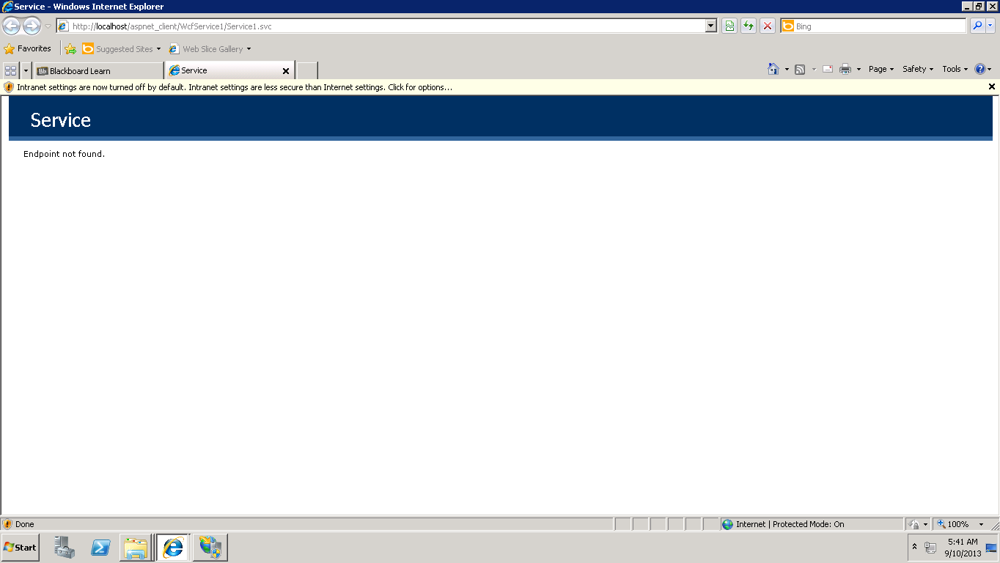 Service - Windows Internet Explorer
http://localhost/aspnet_client/WcfService1/Service1.svc
Bing
Favorites
Suggested Sites
Web Slice Gallery
Bb Blackboard Learn
Service
Page
Safety
Tools
Intranet settings are now turned off by default. Intranet settings are less secure than Internet settings. Click for options...
Service
Endpoint not found.
Done
Internet | Protected Mode: On
100%
Start
5:41 AM
9/10/2013